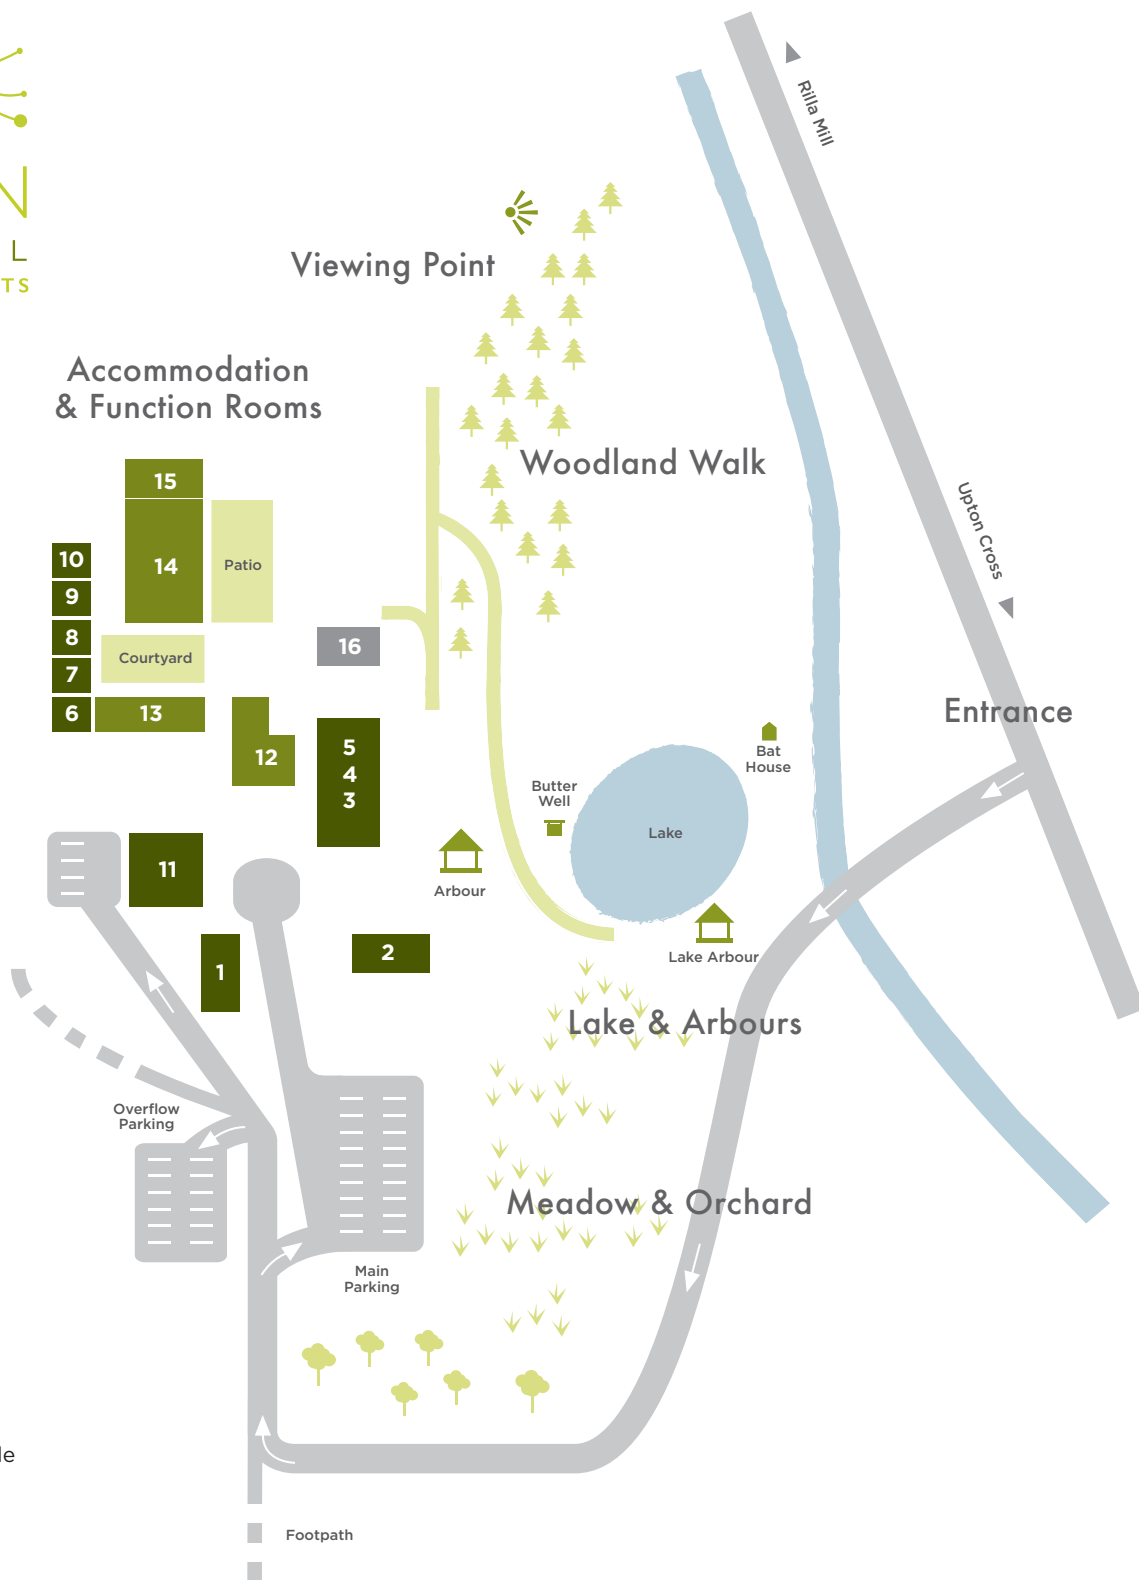 N
L
TS
Rilla Mill
Viewing Point
Accommodation
& Function Rooms
Woodland Walk
Upton Cross
15
14
Patio
10
9
8
7
6
Courtyard
13
16
12
5
4
3
Entrance
Bat
House
Butter
Well
Lake
Arbour
11
Lake Arbour
1
2
Lake & Arbours
Overflow
Parking
Meadow & Orchard
Main
Parking
le
Footpath